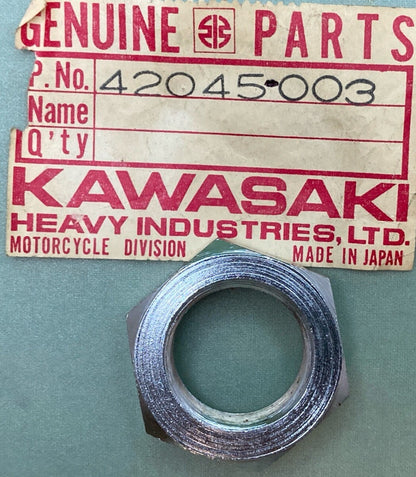 GENUINE PARTS
P.No. 42045-003
Name
Q'ty
KAWASAKI
HEAVY INDUSTRIES, LTD.
MOTORCYCLE DIVISION MADE IN JAPAN